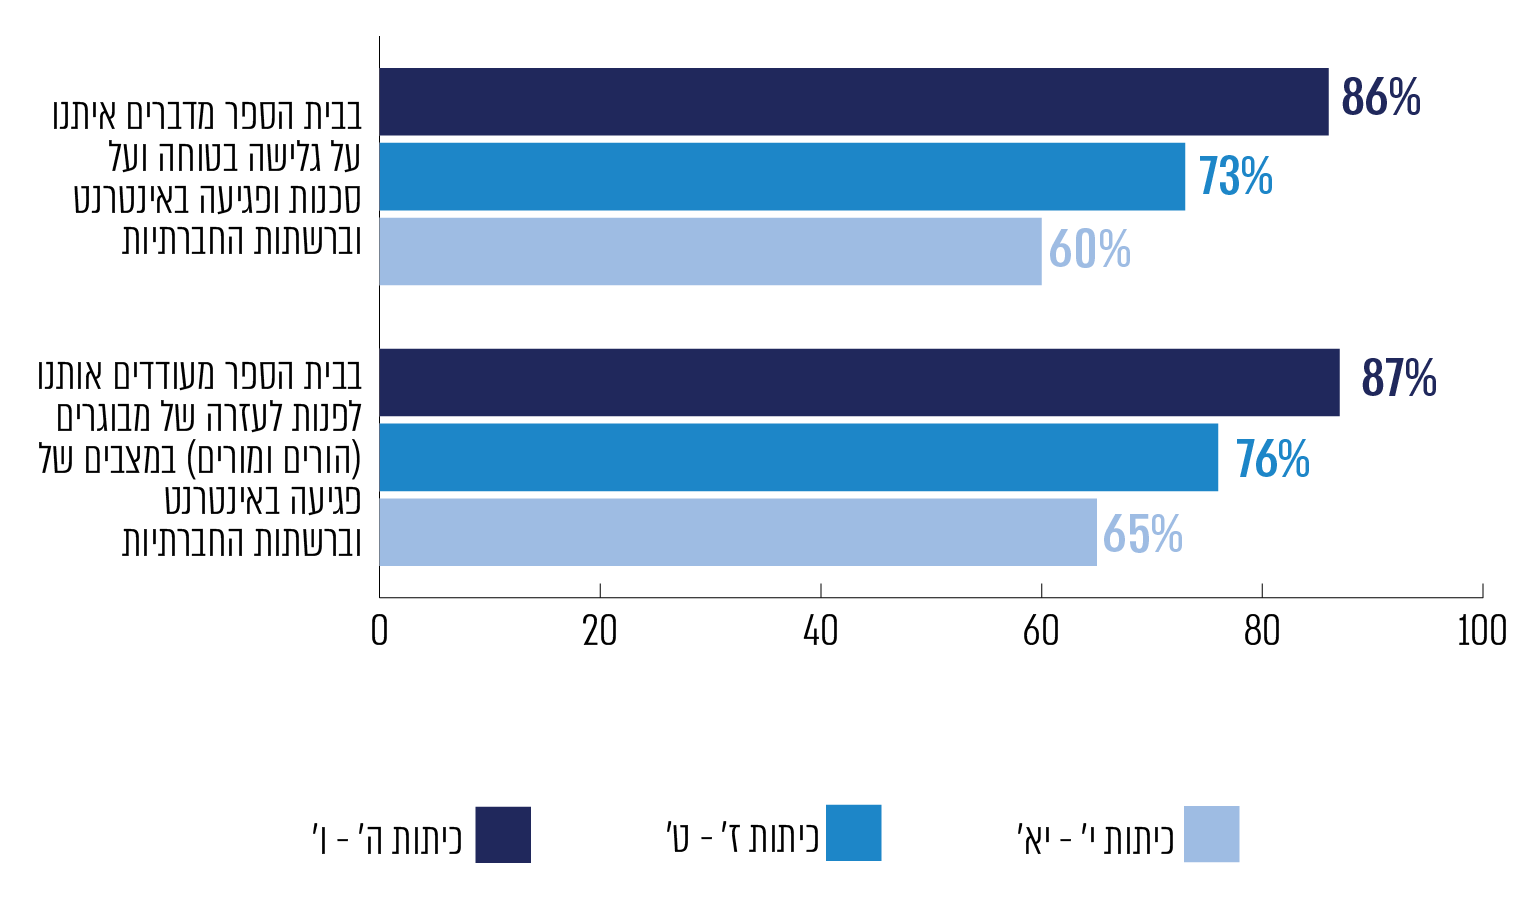 בבית הספר מדברים איתנו
על גלישה בטוחה ועל
סכנות ופגיעה באינטרנט
וברשתות החברתיות
86%
73%
60%
בבית הספר מעודדים אותנו
לפנות לעזרה של מבוגרים
(הורים ומורים) במצבים של
פגיעה באינטרנט
וברשתות החברתיות
87%
76%
65%
0 20 40 60 80 100
כיתות י' - יא'
כיתות ז' - ט'
כיתות ה' - ו'